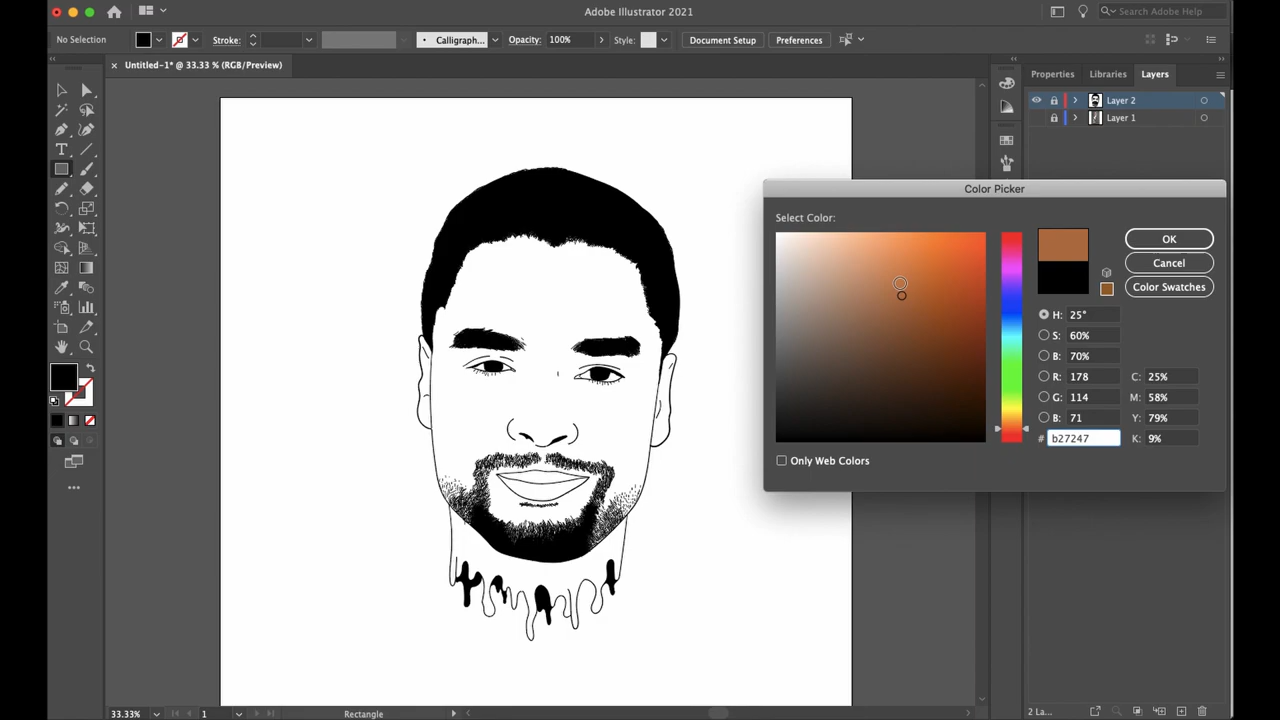 Adobe Illustrator 2021
Search Adobe Help
No Selection
Stroke:
Calligraph...
Opacity:
100%
Style:
Document Setup
Preferences
× Untitled-1* @ 33.33 % (RGB/Preview)
Properties
Libraries
Layers
Layer 2
Layer 1
Color Picker
Select Color:
OK
Cancel
Color Swatches
H: 25°
S: 60%
B: 70%
R: 178
C: 25%
G: 114
M: 58%
B: 71
Y: 79%
# b27247
K: 9%
Only Web Colors
33.33%
1
Rectangle
2 La...